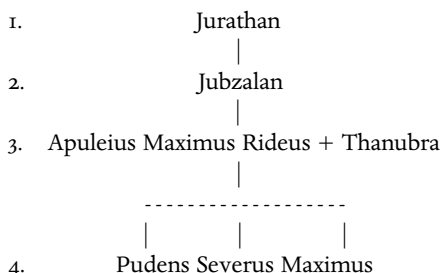 1. Jurathan
2. Jubzalan
3. Apuleius Maximus Rideus + Thanubra
4. Pudens Severus Maximus